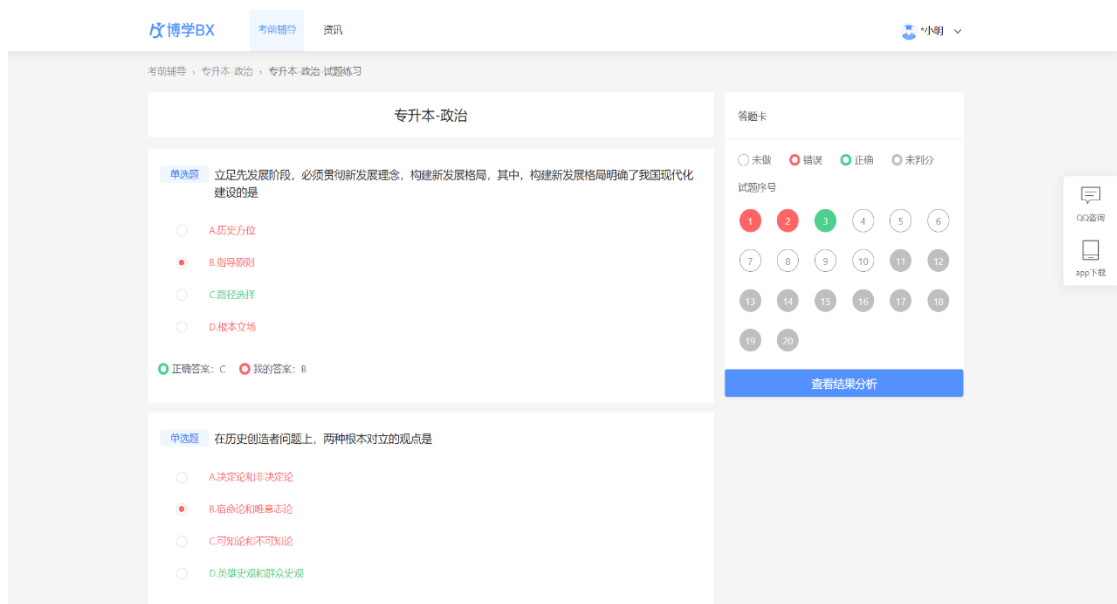 博学BX 考前辅导 资讯 *小明
考前辅导 › 专升本-政治 › 专升本-政治-试题练习
专升本-政治
单选题 立足先发展阶段，必须贯彻新发展理念，构建新发展格局，其中，构建新发展格局明确了我国现代化
建设的是
A.历史方位
B.指导原则
C.路径选择
D.根本立场
正确答案：C 我的答案：B
单选题 在历史创造者问题上，两种根本对立的观点是
A.决定论和非决定论
B.宿命论和唯意志论
C.可知论和不可知论
D.英雄史观和群众史观
答题卡
未做 错误 正确 未判分
试题序号
1 2 3 4 5 6
7 8 9 10 11 12
13 14 15 16 17 18
19 20
查看结果分析
QQ咨询
app下载